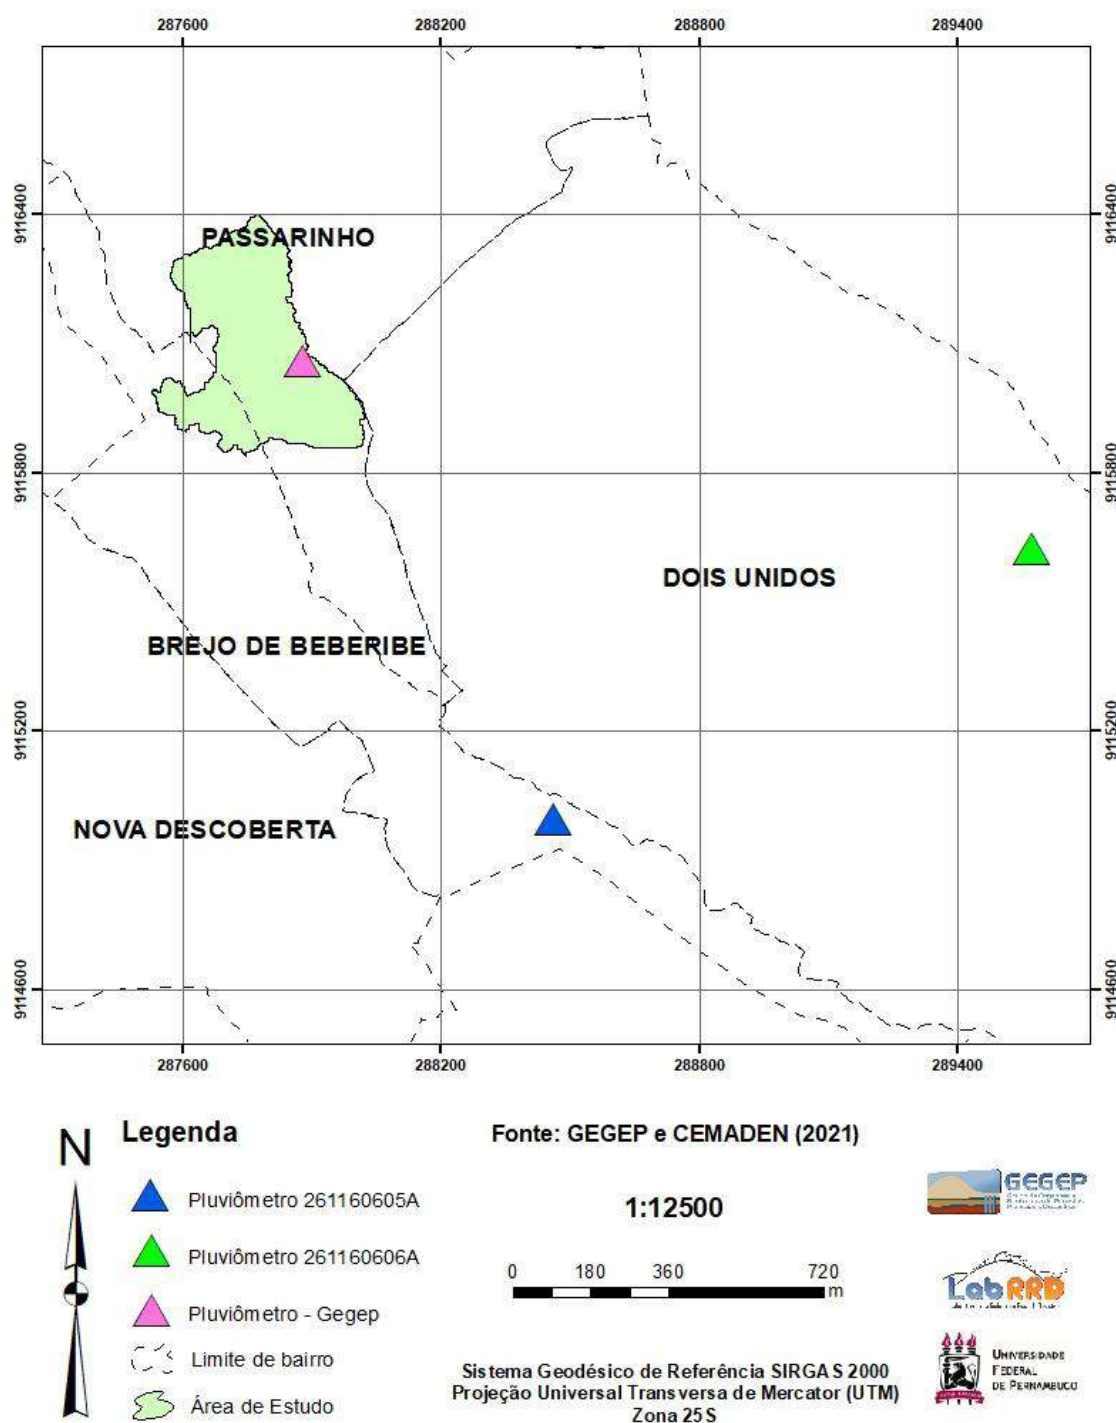 287600 288200 288800 289400
9116400 9116400
PASSARINHO
9115800 9115800
DOIS UNIDOS
BREJO DE BEBERIBE
9115200 9115200
NOVA DESCOBERTA
9114600 9114600
287600 288200 288800 289400
N
Legenda
Pluviômetro 261160605A
Pluviômetro 261160606A
Pluviômetro - Gegep
Limite de bairro
Área de Estudo
Fonte: GEGEP e CEMADEN (2021)
1:12500
0 180 360 720
m
Sistema Geodésico de Referência SIRGAS 2000
Projeção Universal Transversa de Mercator (UTM)
Zona 25S
GEGEP
LabRRD
UNIVERSIDADE
FEDERAL
DE PERNAMBUCO